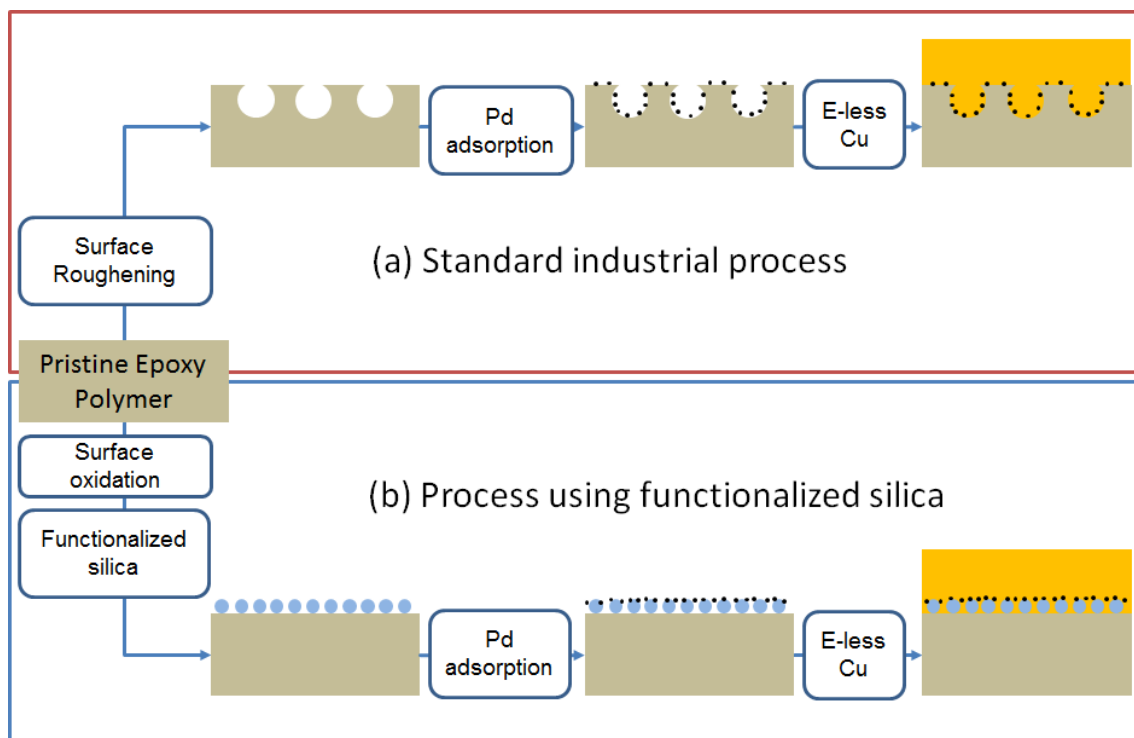 Pd
adsorption
E-less
Cu
Surface
Roughening
(a) Standard industrial process
Pristine Epoxy
Polymer
Surface
oxidation
(b) Process using functionalized silica
Functionalized
silica
Pd
adsorption
E-less
Cu